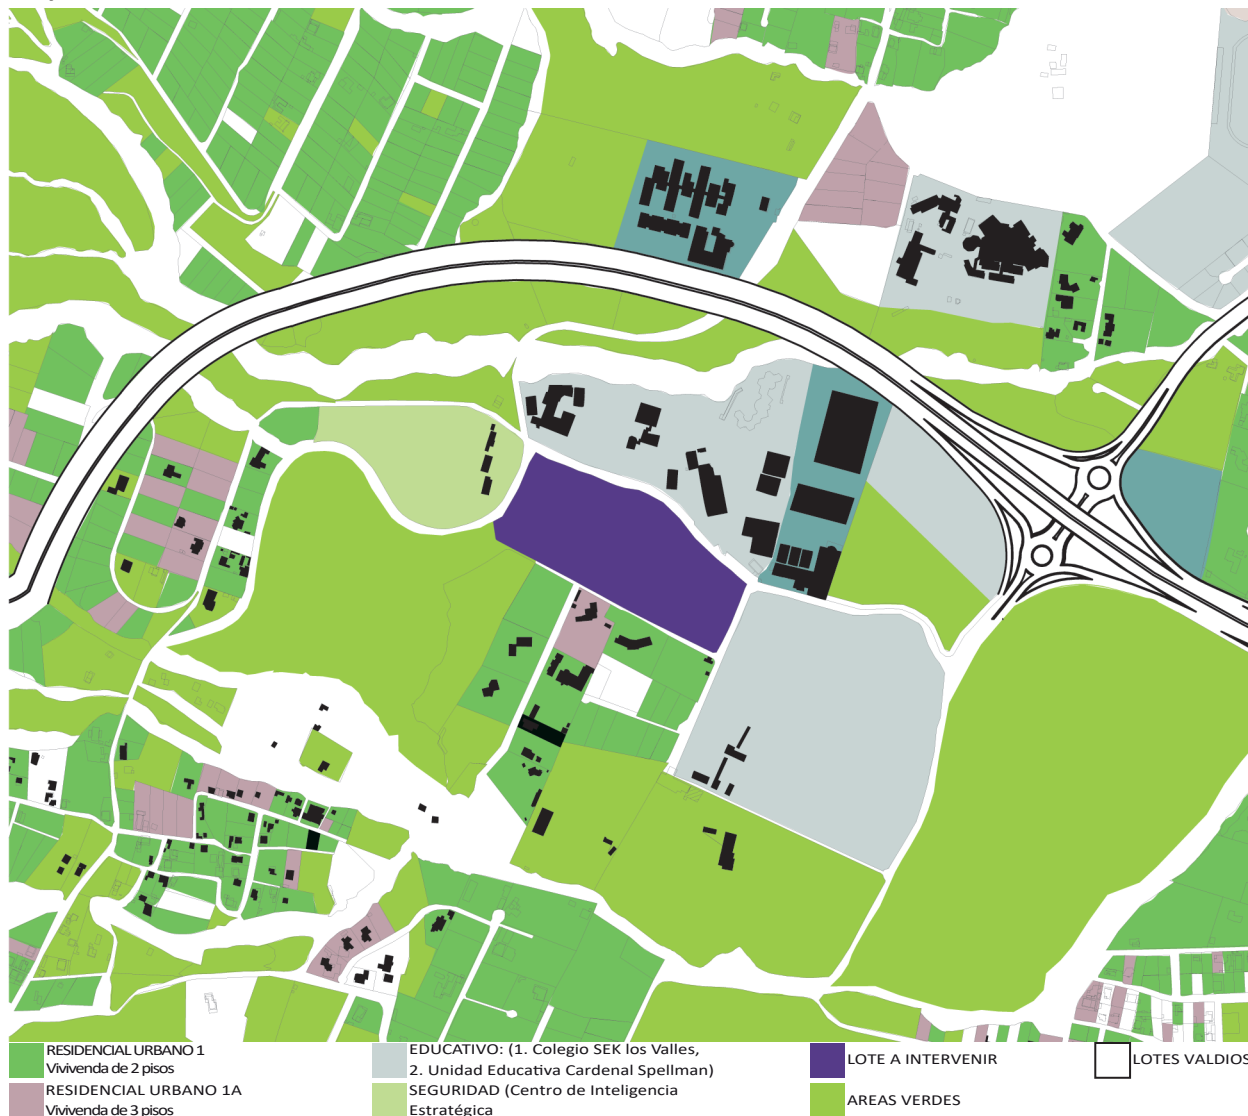 RESIDENCIAL URBANO 1
Vivivenda de 2 pisos
RESIDENCIAL URBANO 1A
Vivivenda de 3 pisos
EDUCATIVO: (1. Colegio SEK los Valles,
2. Unidad Educativa Cardenal Spellman)
SEGURIDAD (Centro de Inteligencia
Estratégica
LOTE A INTERVENIR
AREAS VERDES
LOTES VALDIOS